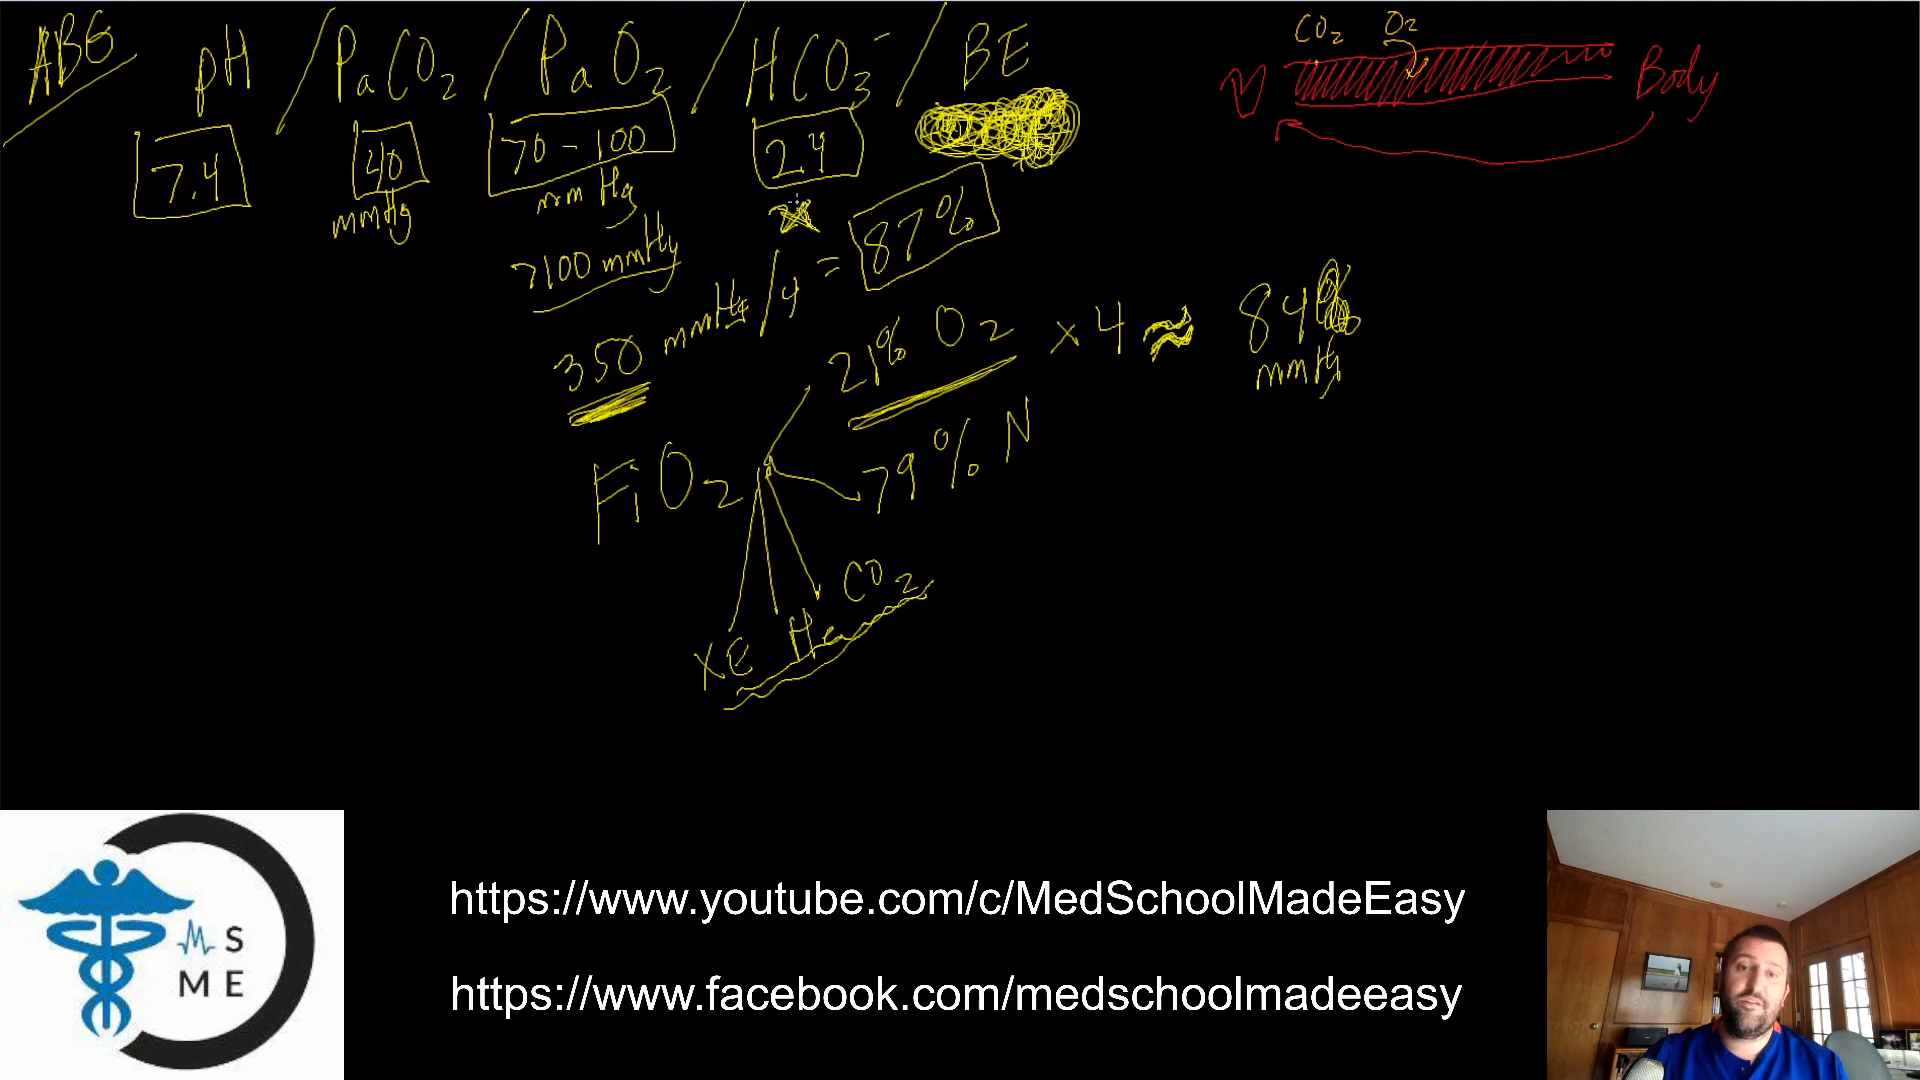 ABG pH / PaCO2 / PaO2 / HCO3- / BE
7.4 40 70 - 100 24
mmHg mm Hg
>100 mmHg
350 mmHg / 4 = 87%
21% O2 x 4 ≈ 84
mmHg
FiO2 79% N
CO2
XE He
CO2 O2
Body
M S
M E
https://www.youtube.com/c/MedSchoolMadeEasy
https://www.facebook.com/medschoolmadeeasy